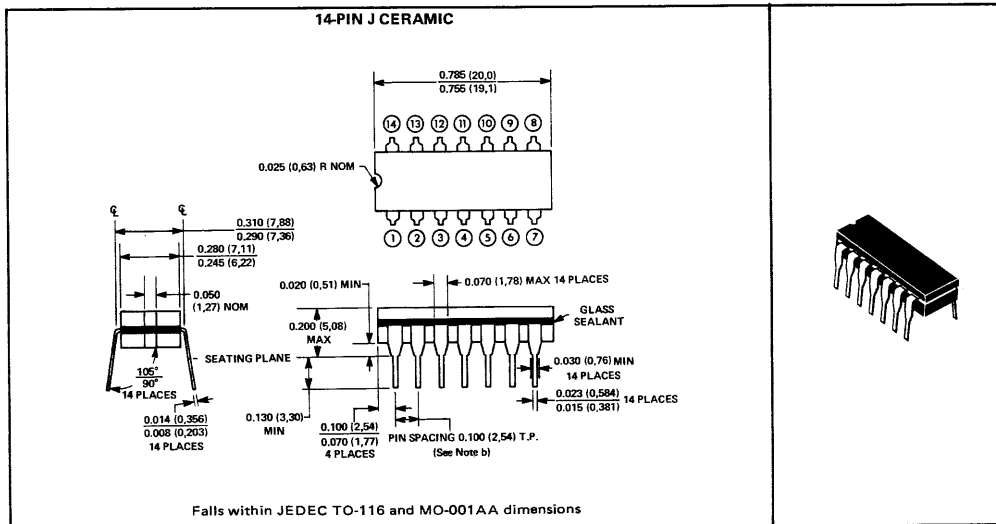 14-PIN J CERAMIC
0.785 (20,0)
0.755 (19,1)
14 13 12 11 10 9 8
0.025 (0,63) R NOM
1 2 3 4 5 6 7
℄ ℄
0.310 (7,88)
0.290 (7,36)
0.280 (7,11)
0.245 (6,22)
0.050
(1,27) NOM
SEATING PLANE
105°
90°
14 PLACES
0.014 (0,356)
0.008 (0,203)
14 PLACES
0.020 (0,51) MIN
0.070 (1,78) MAX 14 PLACES
0.200 (5,08)
MAX
GLASS
SEALANT
0.030 (0,76) MIN
14 PLACES
0.023 (0,584)
0.015 (0,381)
14 PLACES
0.130 (3,30)
MIN
0.100 (2,54)
0.070 (1,77)
4 PLACES
PIN SPACING 0.100 (2,54) T.P.
(See Note b)
Falls within JEDEC TO-116 and MO-001AA dimensions